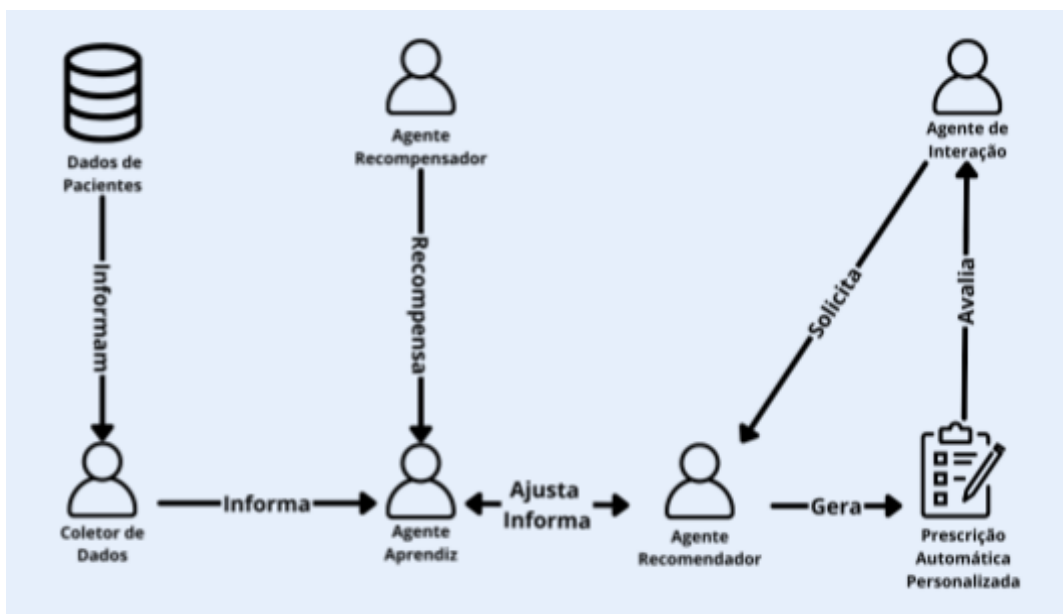 Dados de
Pacientes
Agente
Recompensador
Agente de
Interação
Informam
Recompensa
Solicita
Avalia
Coletor de
Dados
Informa
Agente
Aprendiz
Ajusta
Informa
Agente
Recomendador
Gera
Prescrição
Automática
Personalizada